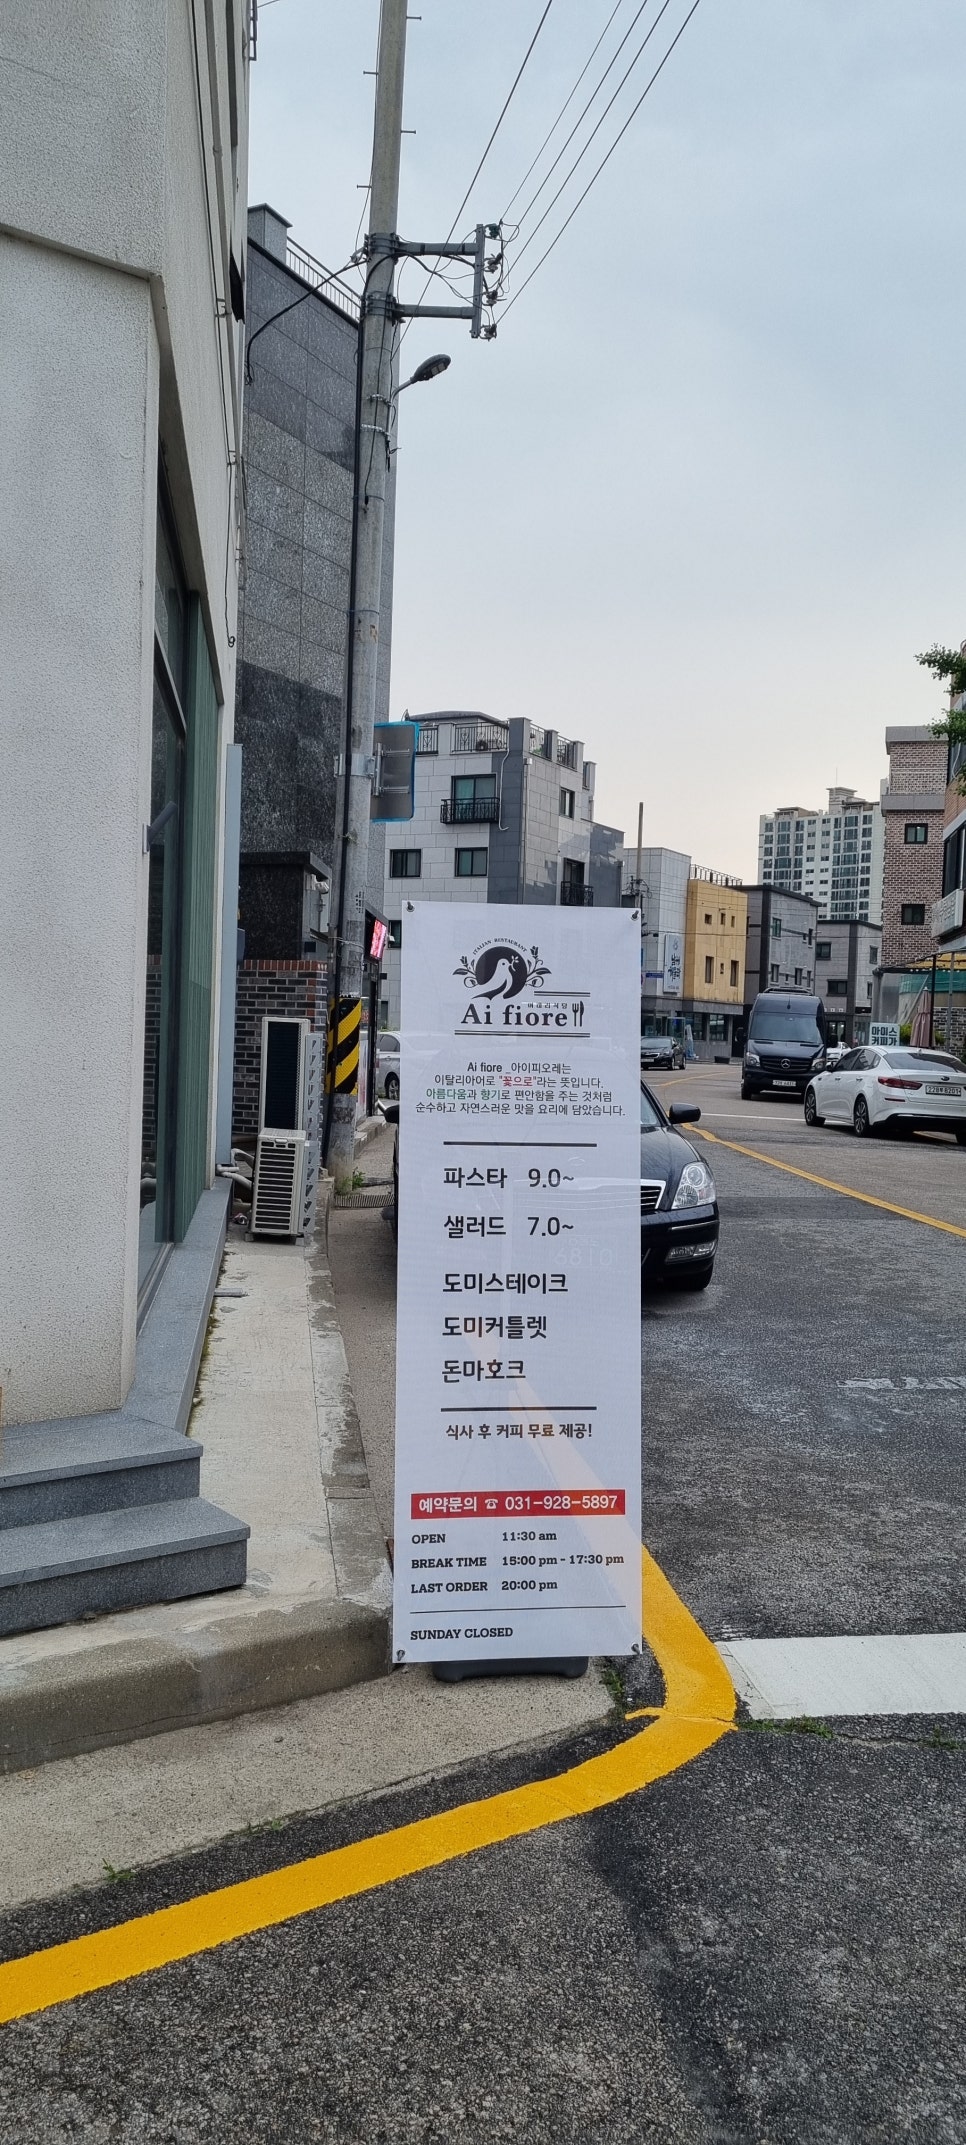 ITALIAN RESTAURANT
이태리식당
Ai fiore
Ai fiore _아이피오레는
이탈리아어로 "꽃으로"라는 뜻입니다.
아름다움과 향기로 편안함을 주는 것처럼
순수하고 자연스러운 맛을 요리에 담았습니다.
파스타 9.0~
샐러드 7.0~
도미스테이크
도미커틀렛
돈마호크
식사 후 커피 무료 제공!
예약문의 ☎ 031-928-5897
OPEN 11:30 am
BREAK TIME 15:00 pm - 17:30 pm
LAST ORDER 20:00 pm
SUNDAY CLOSED
아이스
커피가